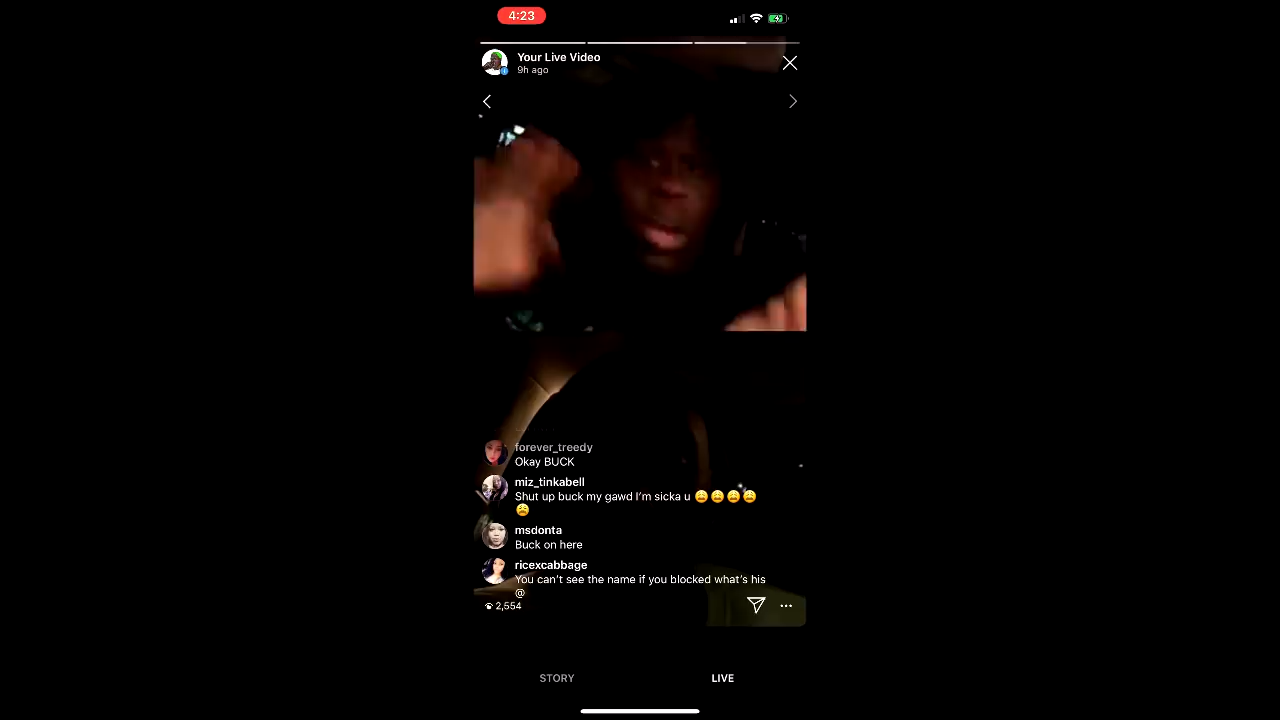 4:23
Your Live Video
9h ago
forever_treedy
Okay BUCK
miz_tinkabell
Shut up buck my gawd I'm sicka u 😩😩😩😩
😩
msdonta
Buck on here
ricexcabbage
You can't see the name if you blocked what's his
@
2,554
STORY
LIVE